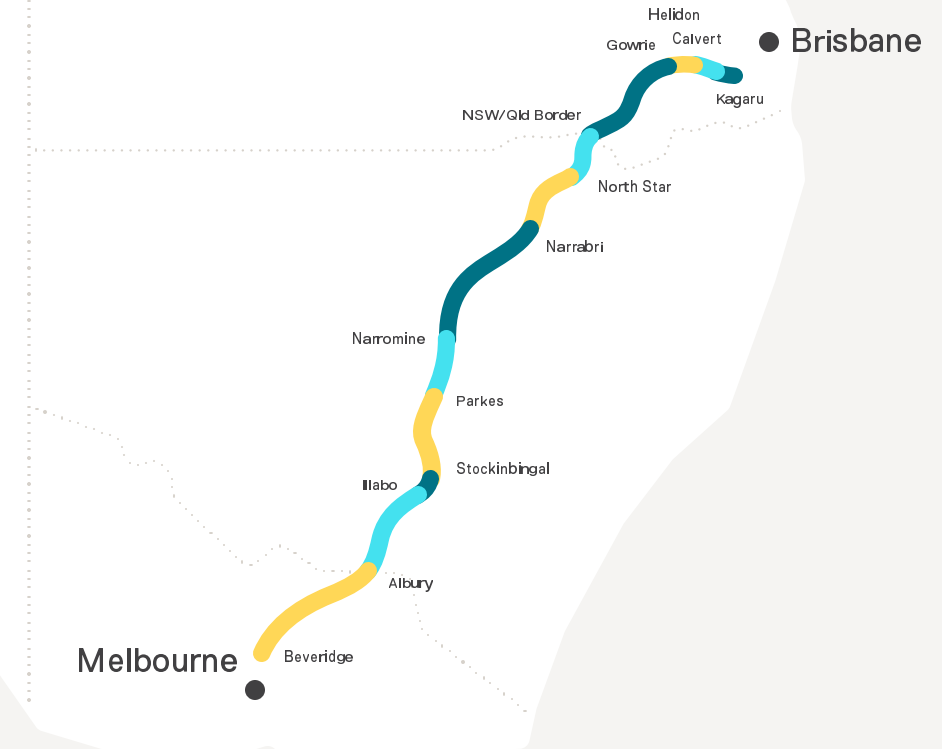 Helidon
Calvert
Gowrie
Brisbane
Kagaru
NSW/Qld Border
North Star
Narrabri
Narromine
Parkes
Stockinbingal
Illabo
Albury
Melbourne
Beveridge